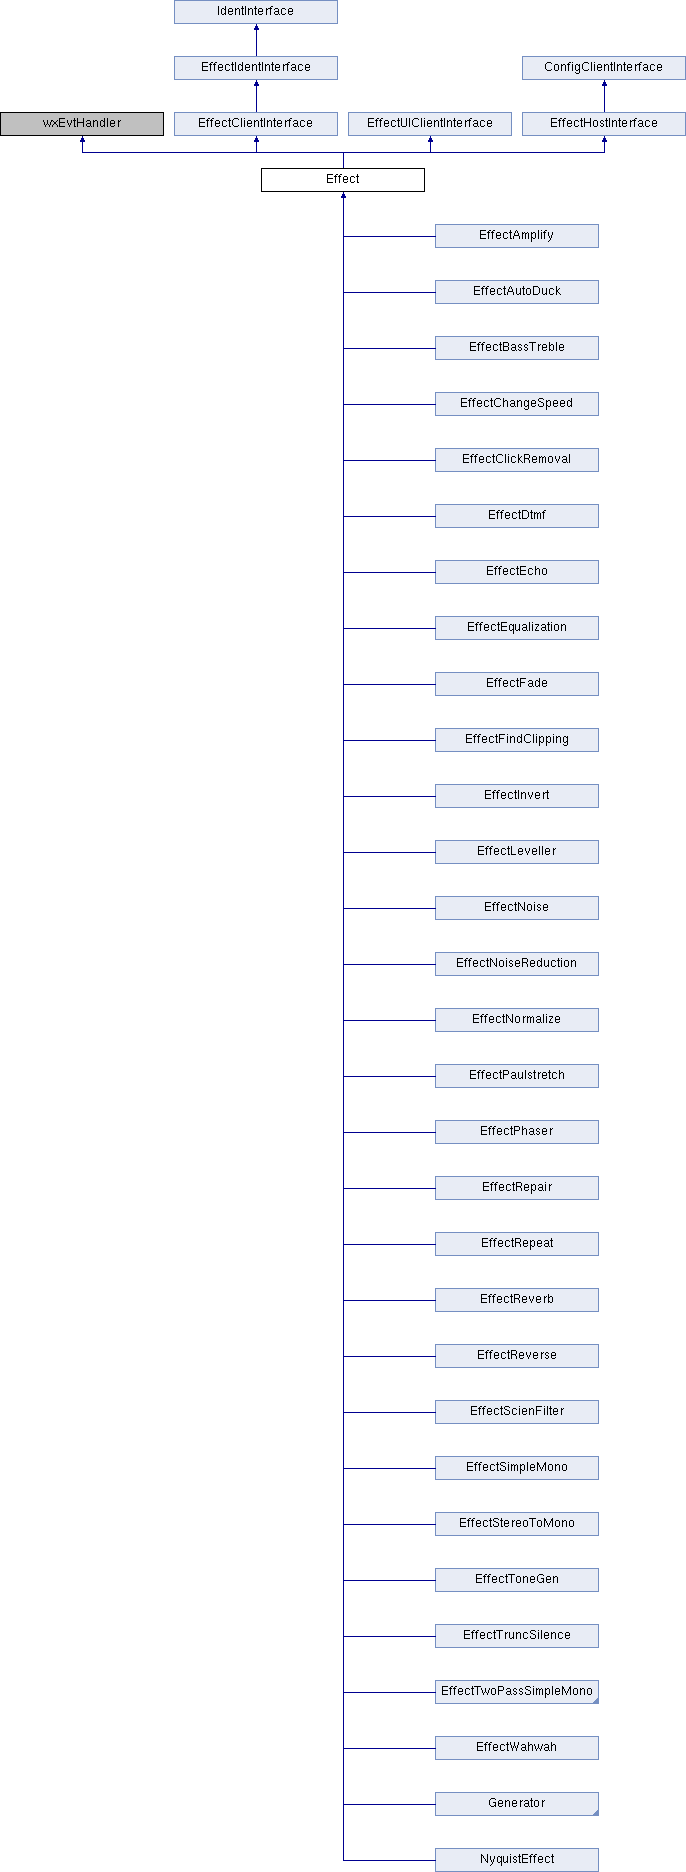 IdentInterface
EffectIdentInterface
ConfigClientInterface
wxEvtHandler
EffectClientInterface
EffectUIClientInterface
EffectHostInterface
Effect
EffectAmplify
EffectAutoDuck
EffectBassTreble
EffectChangeSpeed
EffectClickRemoval
EffectDtmf
EffectEcho
EffectEqualization
EffectFade
EffectFindClipping
EffectInvert
EffectLeveller
EffectNoise
EffectNoiseReduction
EffectNormalize
EffectPaulstretch
EffectPhaser
EffectRepair
EffectRepeat
EffectReverb
EffectReverse
EffectScienFilter
EffectSimpleMono
EffectStereoToMono
EffectToneGen
EffectTruncSilence
EffectTwoPassSimpleMono
EffectWahwah
Generator
NyquistEffect